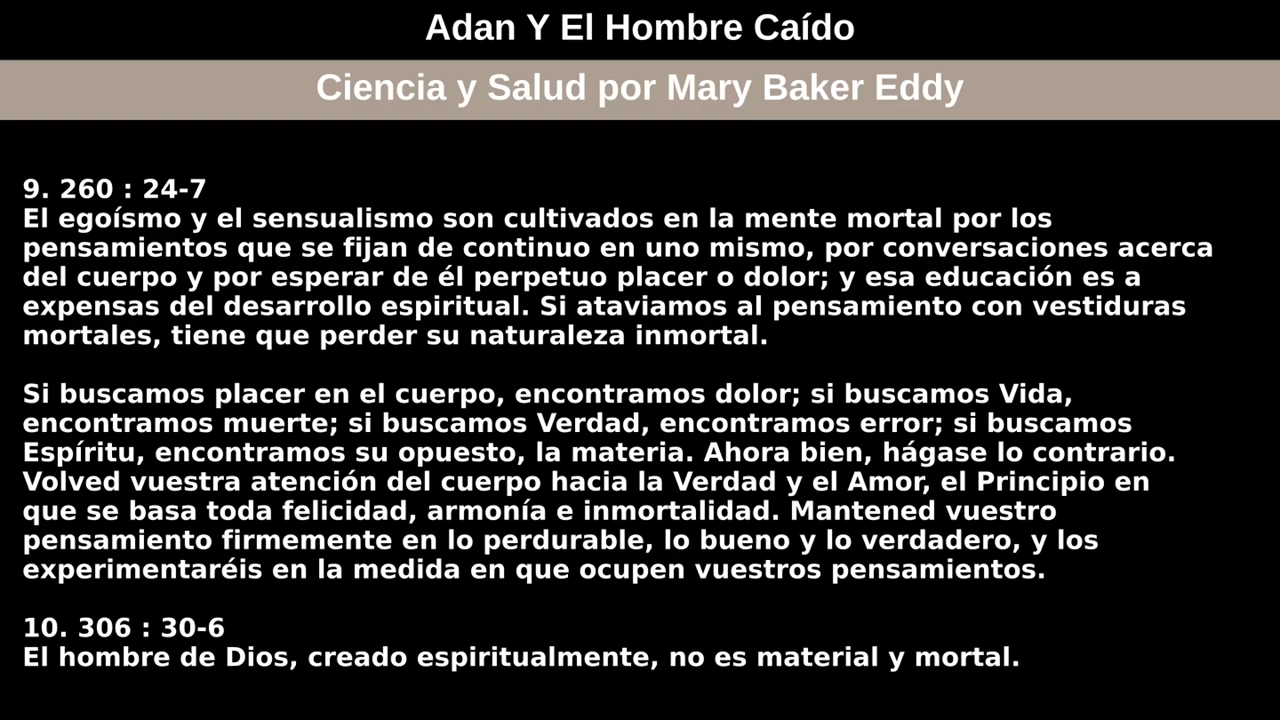 Adan Y El Hombre Caído
Ciencia y Salud por Mary Baker Eddy
9. 260 : 24-7
El egoísmo y el sensualismo son cultivados en la mente mortal por los
pensamientos que se fijan de continuo en uno mismo, por conversaciones acerca
del cuerpo y por esperar de él perpetuo placer o dolor; y esa educación es a
expensas del desarrollo espiritual. Si ataviamos al pensamiento con vestiduras
mortales, tiene que perder su naturaleza inmortal.
Si buscamos placer en el cuerpo, encontramos dolor; si buscamos Vida,
encontramos muerte; si buscamos Verdad, encontramos error; si buscamos
Espíritu, encontramos su opuesto, la materia. Ahora bien, hágase lo contrario.
Volved vuestra atención del cuerpo hacia la Verdad y el Amor, el Principio en
que se basa toda felicidad, armonía e inmortalidad. Mantened vuestro
pensamiento firmemente en lo perdurable, lo bueno y lo verdadero, y los
experimentaréis en la medida en que ocupen vuestros pensamientos.
10. 306 : 30-6
El hombre de Dios, creado espiritualmente, no es material y mortal.